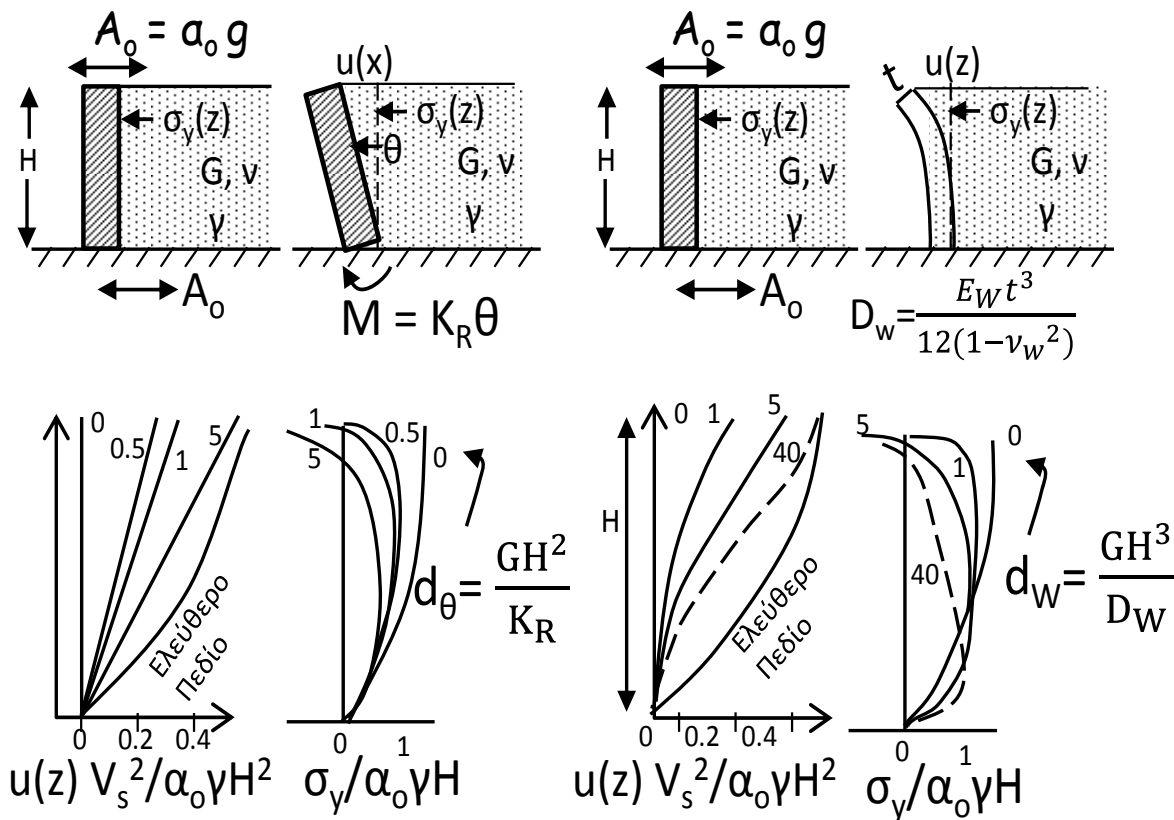 A₀ = α₀ g
H
σy(z)
G, ν
γ
A₀
u(x)
σy(z)
θ
G, ν
γ
M = K_Rθ
A₀ = α₀ g
H
σy(z)
G, ν
γ
A₀
t
u(z)
σy(z)
G, ν
γ
D_w= E_W t³ / 12(1−ν_W²)
0
0.5
1
5
Ελεύθερο
Πεδίο
0 0.2 0.4
u(z) Vs²/α₀γH²
1
5
0.5
0
d_θ= GH² / K_R
0 1
σy/α₀γH
H
0
1
5
40
Ελεύθερο
Πεδίο
0 0.2 0.4
u(z) Vs²/α₀γH²
5
1
0
40
d_W= GH³ / D_W
0 1
σy/α₀γH